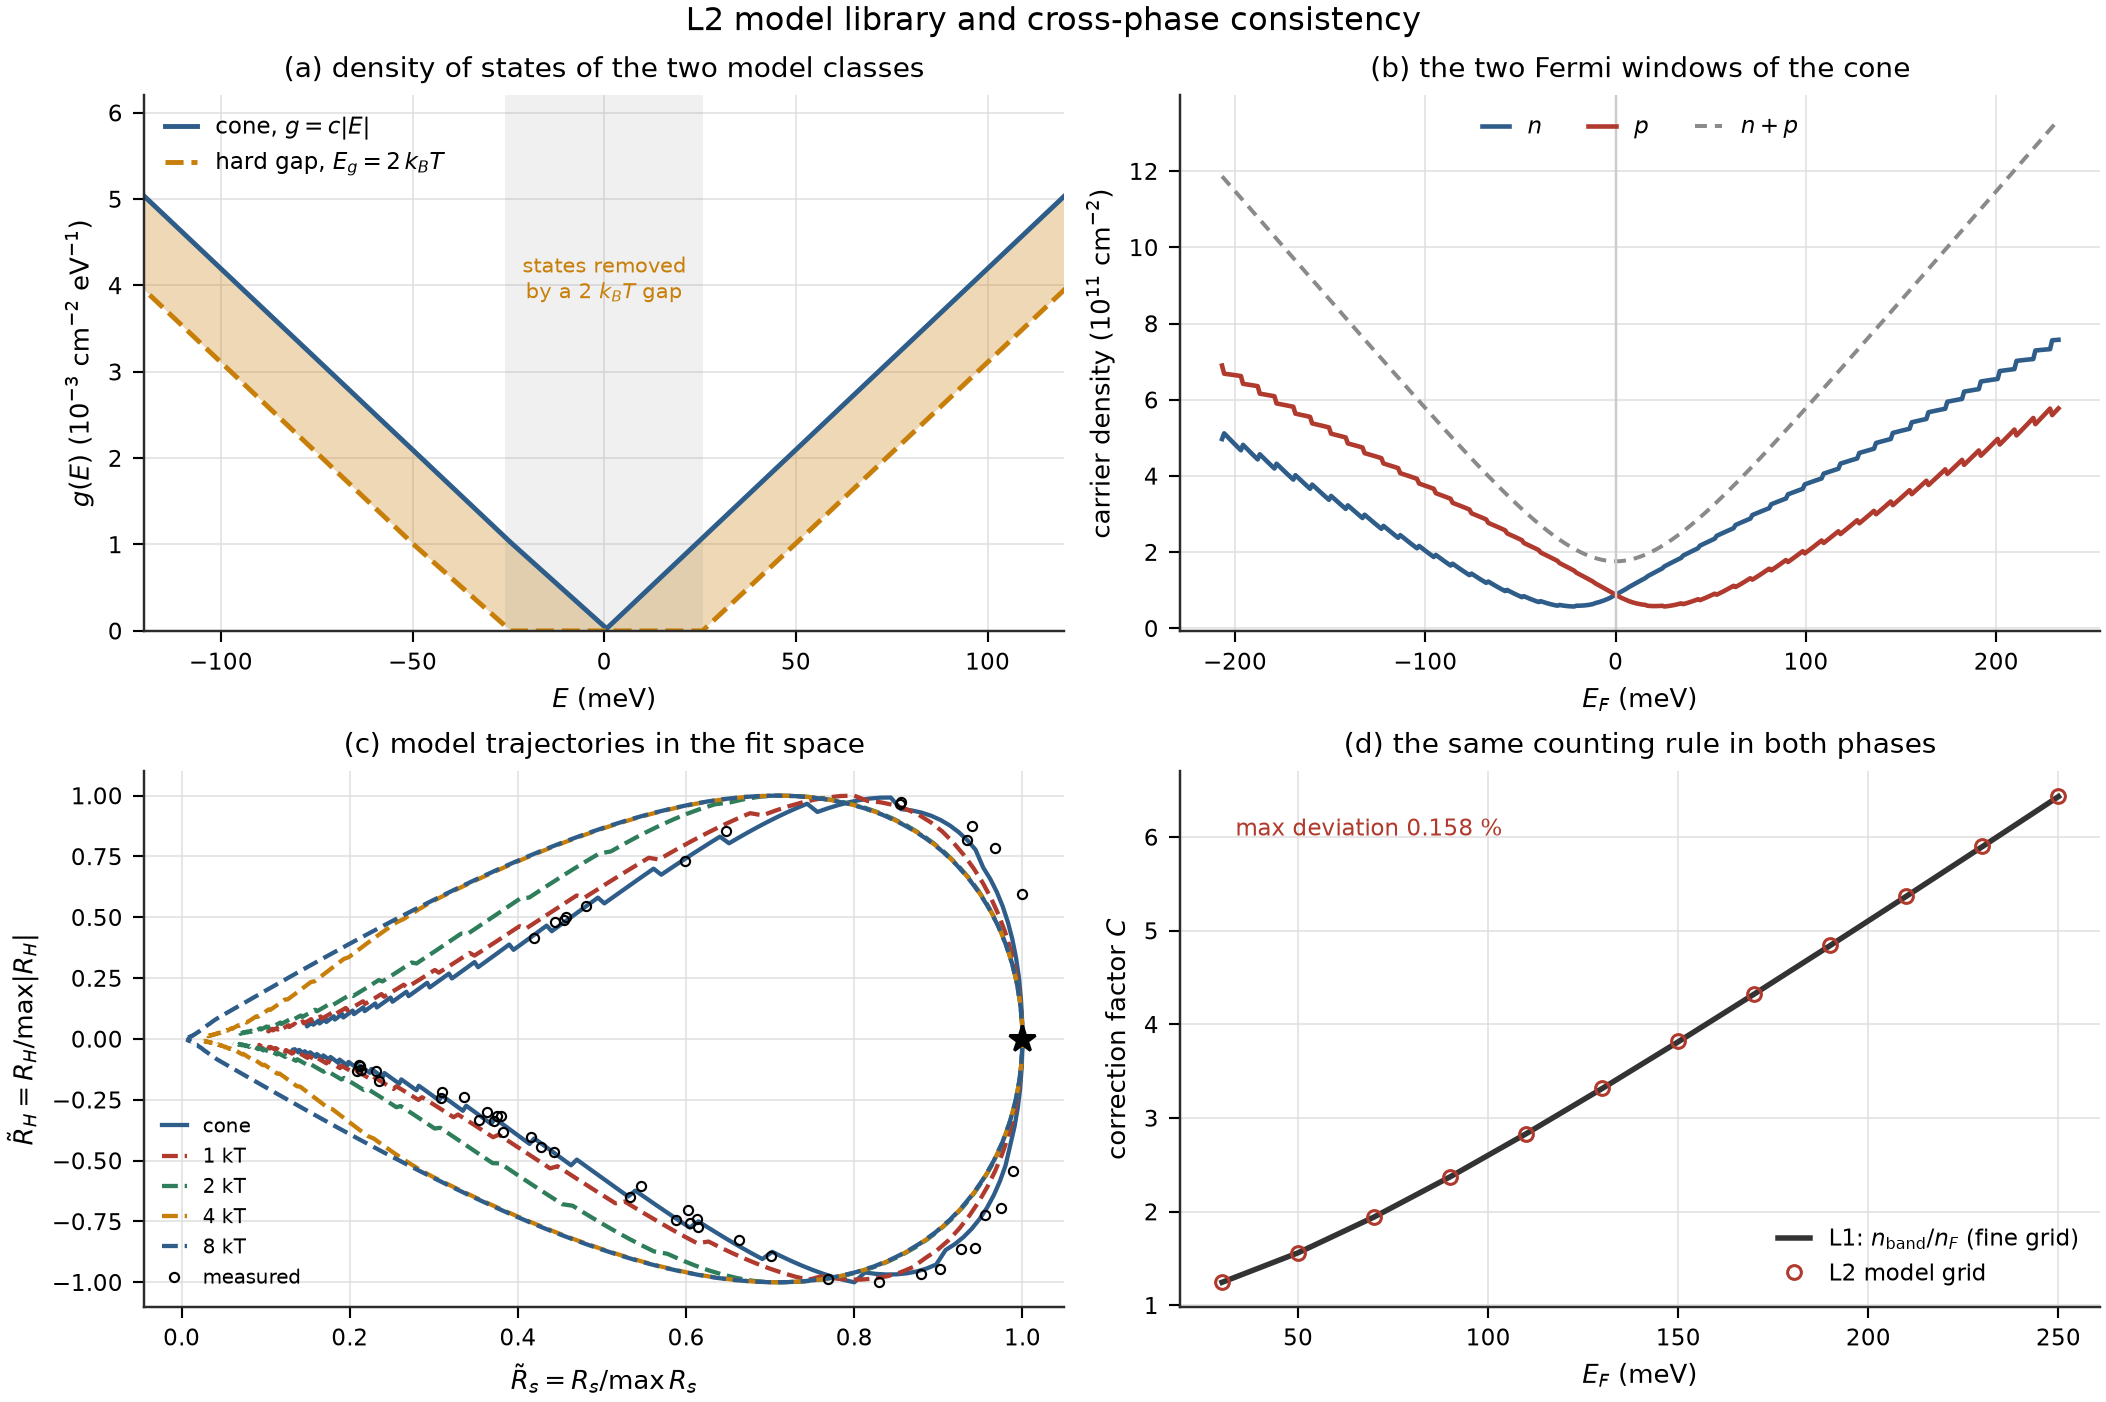 L2 model library and cross-phase consistency
(a) density of states of the two model classes
6
5
4
3
2
1
0
g(E) (10⁻³ cm⁻² eV⁻¹)
cone, g = c|E|
hard gap, E_g = 2 k_BT
states removed
by a 2 k_BT gap
−100
−50
0
50
100
E (meV)
(b) the two Fermi windows of the cone
12
10
8
6
4
2
0
carrier density (10¹¹ cm⁻²)
n
p
n + p
−200
−100
0
100
200
E_F (meV)
(c) model trajectories in the fit space
1.00
0.75
0.50
0.25
0.00
−0.25
−0.50
−0.75
−1.00
R̃_H = R_H/max|R_H|
cone
1 kT
2 kT
4 kT
8 kT
measured
0.0
0.2
0.4
0.6
0.8
1.0
R̃_s = R_s/max R_s
(d) the same counting rule in both phases
6
5
4
3
2
1
correction factor C
max deviation 0.158 %
L1: n_band/n_F (fine grid)
L2 model grid
50
100
150
200
250
E_F (meV)